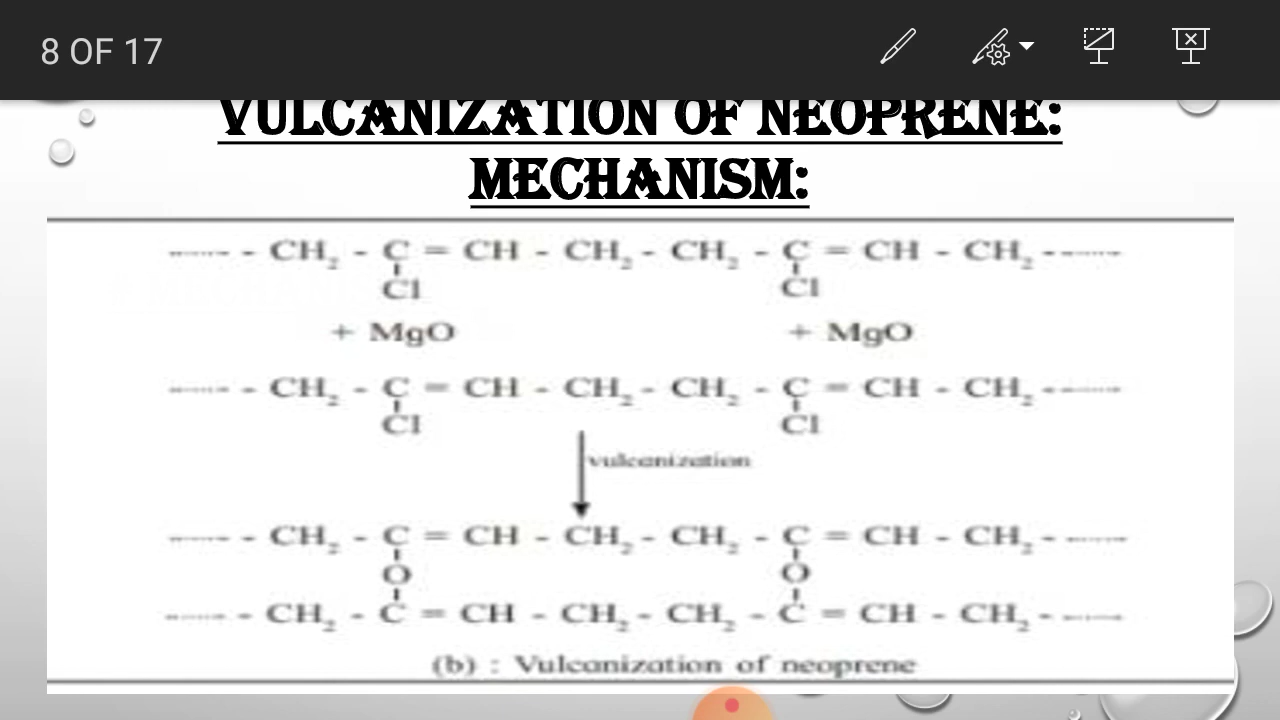 8 OF 17
VULCANIZATION OF NEOPRENE:
MECHANISM:
------ - CH₂ - C = CH - CH₂ - CH₂ - C = CH - CH₂ - ------
Cl Cl
+ MgO + MgO
------ - CH₂ - C = CH - CH₂ - CH₂ - C = CH - CH₂ - ------
Cl Cl
vulcanization
------ - CH₂ - C = CH - CH₂ - CH₂ - C = CH - CH₂ - ------
O O
------ - CH₂ - C = CH - CH₂ - CH₂ - C = CH - CH₂ - ------
(b) : Vulcanization of neoprene